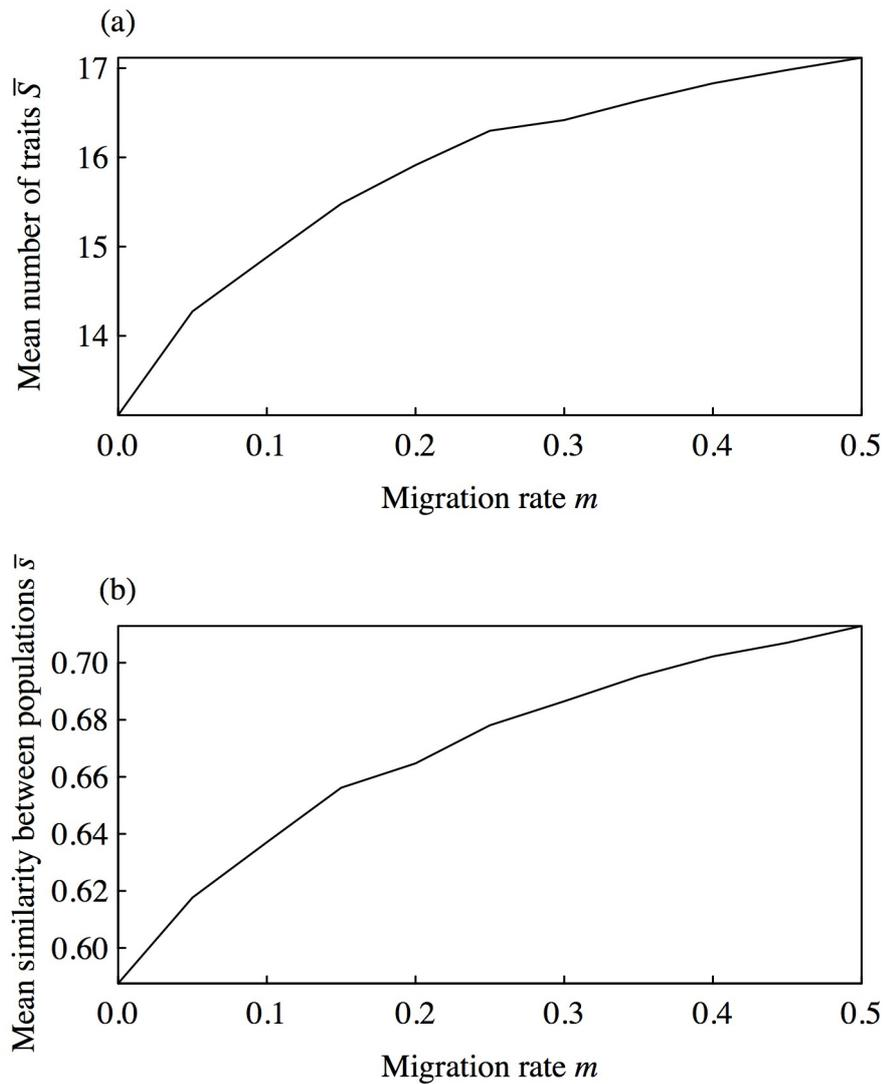 (a)
Mean number of traits S̅
17
16
15
14
0.0 0.1 0.2 0.3 0.4 0.5
Migration rate m
(b)
Mean similarity between populations s̅
0.70
0.68
0.66
0.64
0.62
0.60
0.0 0.1 0.2 0.3 0.4 0.5
Migration rate m